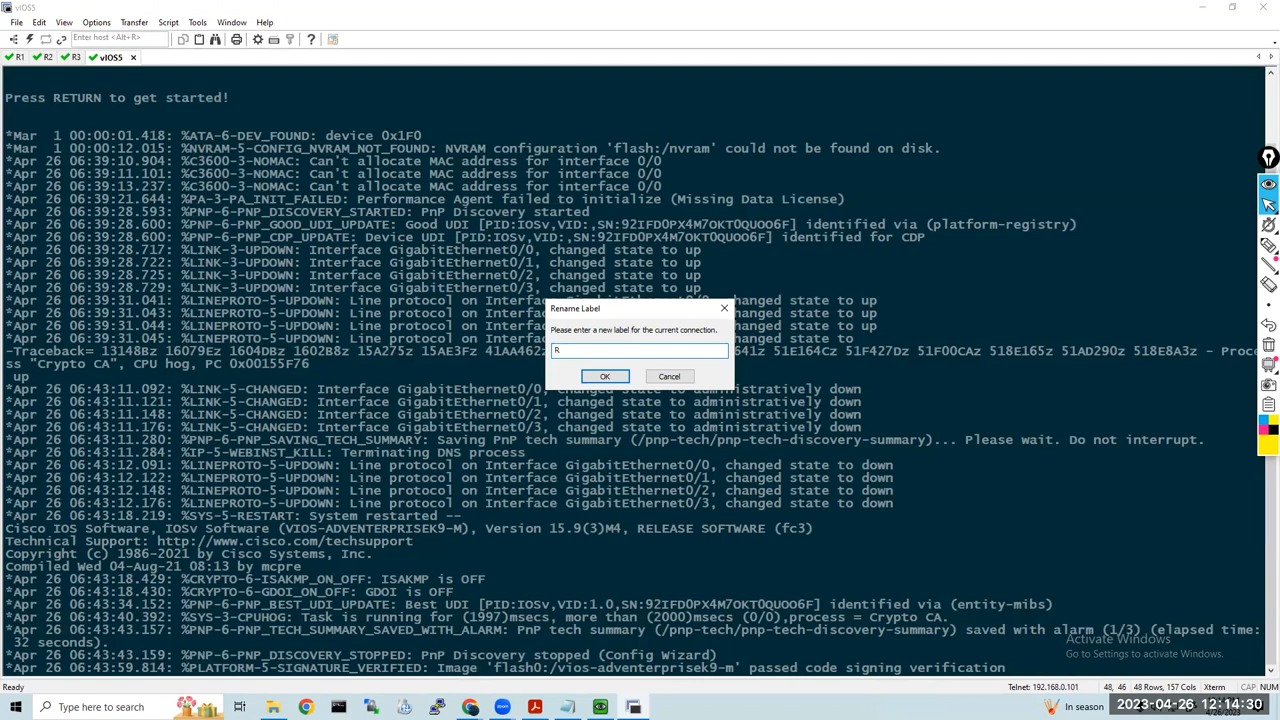 vIOS5
File Edit View Options Transfer Script Tools Window Help
Enter host <Alt+R>
R1 R2 R3 vIOS5
Press RETURN to get started!
*Mar  1 00:00:01.418: %ATA-6-DEV_FOUND: device 0x1F0
*Mar  1 00:00:12.015: %NVRAM-5-CONFIG_NVRAM_NOT_FOUND: NVRAM configuration 'flash:/nvram' could not be found on disk.
*Apr 26 06:39:10.904: %C3600-3-NOMAC: Can't allocate MAC address for interface 0/0
*Apr 26 06:39:11.101: %C3600-3-NOMAC: Can't allocate MAC address for interface 0/0
*Apr 26 06:39:13.237: %C3600-3-NOMAC: Can't allocate MAC address for interface 0/0
*Apr 26 06:39:21.644: %PA-3-PA_INIT_FAILED: Performance Agent failed to initialize (Missing Data License)
*Apr 26 06:39:28.593: %PNP-6-PNP_DISCOVERY_STARTED: PnP Discovery started
*Apr 26 06:39:28.600: %PNP-6-PNP_GOOD_UDI_UPDATE: Good UDI [PID:IOSv,VID:,SN:92IFD0PX4M7OKT0QUOO6F] identified via (platform-registry)
*Apr 26 06:39:28.600: %PNP-6-PNP_CDP_UPDATE: Device UDI [PID:IOSv,VID:,SN:92IFD0PX4M7OKT0QUOO6F] identified for CDP
*Apr 26 06:39:28.717: %LINK-3-UPDOWN: Interface GigabitEthernet0/0, changed state to up
*Apr 26 06:39:28.722: %LINK-3-UPDOWN: Interface GigabitEthernet0/1, changed state to up
*Apr 26 06:39:28.725: %LINK-3-UPDOWN: Interface GigabitEthernet0/2, changed state to up
*Apr 26 06:39:28.729: %LINK-3-UPDOWN: Interface GigabitEthernet0/3, changed state to up
*Apr 26 06:39:31.041: %LINEPROTO-5-UPDOWN: Line protocol on Interface changed state to up
*Apr 26 06:39:31.044: %LINEPROTO-5-UPDOWN: Line protocol on Inter changed state to up
*Apr 26 06:39:31.044: %LINEPROTO-5-UPDOWN: Line protocol on Inter changed state to up
*Apr 26 06:39:31.045: %LINEPROTO-5-UPDOWN: Line protocol on Inter
-Traceback= 13148Bz 16079Ez 1604DBz 1602B8z 15A275z 15AE3Fz 41AA462 641z 51E164Cz 51F427Dz 51F00CAz 518E165z 51AD290z 518E8A3z - Proce
ss "Crypto CA", CPU hog, PC 0x00155F76
up
*Apr 26 06:43:11.092: %LINK-5-CHANGED: Interface GigabitEthernet0/0, changed state to administratively down
*Apr 26 06:43:11.121: %LINK-5-CHANGED: Interface GigabitEthernet0/1, changed state to administratively down
*Apr 26 06:43:11.148: %LINK-5-CHANGED: Interface GigabitEthernet0/2, changed state to administratively down
*Apr 26 06:43:11.176: %LINK-5-CHANGED: Interface GigabitEthernet0/3, changed state to administratively down
*Apr 26 06:43:11.280: %PNP-6-PNP_SAVING_TECH_SUMMARY: Saving PnP tech summary (/pnp-tech/pnp-tech-discovery-summary)... Please wait. Do not interrupt.
*Apr 26 06:43:11.284: %IP-5-WEBINST_KILL: Terminating DNS process
*Apr 26 06:43:12.091: %LINEPROTO-5-UPDOWN: Line protocol on Interface GigabitEthernet0/0, changed state to down
*Apr 26 06:43:12.122: %LINEPROTO-5-UPDOWN: Line protocol on Interface GigabitEthernet0/1, changed state to down
*Apr 26 06:43:12.148: %LINEPROTO-5-UPDOWN: Line protocol on Interface GigabitEthernet0/2, changed state to down
*Apr 26 06:43:12.176: %LINEPROTO-5-UPDOWN: Line protocol on Interface GigabitEthernet0/3, changed state to down
*Apr 26 06:43:18.219: %SYS-5-RESTART: System restarted --
Cisco IOS Software, IOSv Software (VIOS-ADVENTERPRISEK9-M), Version 15.9(3)M4, RELEASE SOFTWARE (fc3)
Technical Support: http://www.cisco.com/techsupport
Copyright (c) 1986-2021 by Cisco Systems, Inc.
Compiled Wed 04-Aug-21 08:13 by mcpre
*Apr 26 06:43:18.429: %CRYPTO-6-ISAKMP_ON_OFF: ISAKMP is OFF
*Apr 26 06:43:18.430: %CRYPTO-6-GDOI_ON_OFF: GDOI is OFF
*Apr 26 06:43:34.152: %PNP-6-PNP_BEST_UDI_UPDATE: Best UDI [PID:IOSv,VID:1.0,SN:92IFD0PX4M7OKT0QUOO6F] identified via (entity-mibs)
*Apr 26 06:43:40.392: %SYS-3-CPUHOG: Task is running for (1997)msecs, more than (2000)msecs (0/0),process = Crypto CA.
*Apr 26 06:43:43.157: %PNP-6-PNP_TECH_SUMMARY_SAVED_WITH_ALARM: PnP tech summary (/pnp-tech/pnp-tech-discovery-summary) saved with alarm (1/3) (elapsed time:
32 seconds).
*Apr 26 06:43:43.159: %PNP-6-PNP_DISCOVERY_STOPPED: PnP Discovery stopped (Config Wizard)
*Apr 26 06:43:59.814: %PLATFORM-5-SIGNATURE_VERIFIED: Image 'flash0:/vios-adventerprisek9-m' passed code signing verification
Rename Label
Please enter a new label for the current connection.
R
OK Cancel
Activate Windows
Go to Settings to activate Windows.
Ready Telnet: 192.168.0.101 48, 46 48 Rows, 157 Cols Xterm CAP NUM
Type here to search In season 2023-04-26 12:14:30